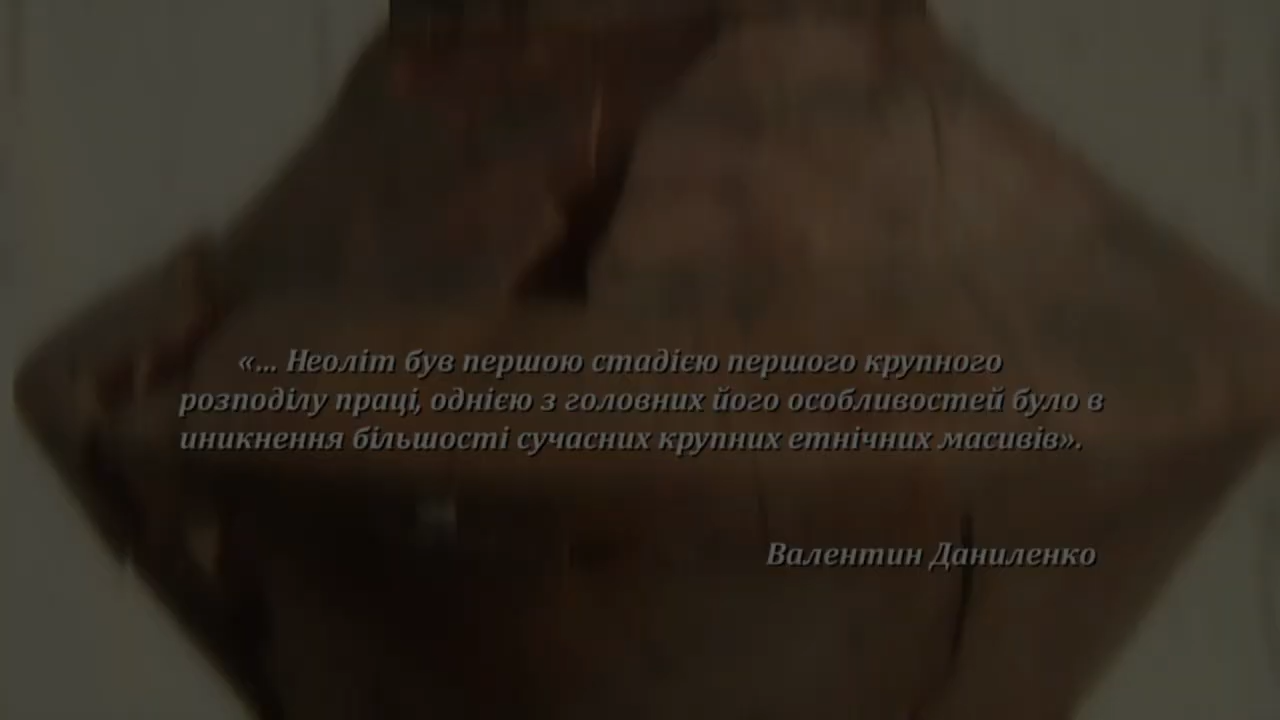 «... Неоліт був першою стадією першого крупного
розподілу праці, однією з головних його особливостей було в
иникнення більшості сучасних крупних етнічних масивів».
Валентин Даниленко